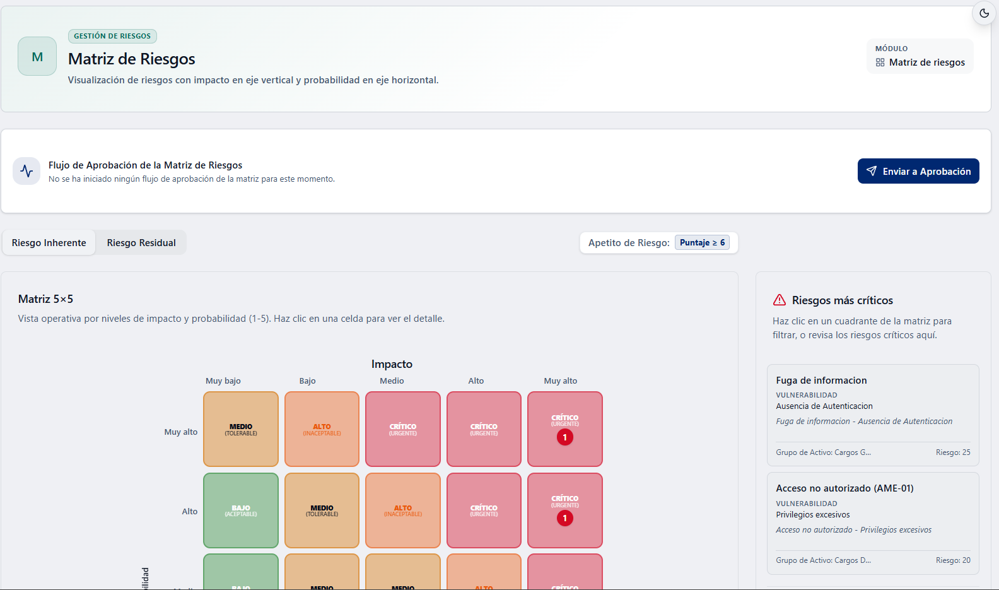 GESTIÓN DE RIESGOS
M
Matriz de Riesgos
Visualización de riesgos con impacto en eje vertical y probabilidad en eje horizontal.
MÓDULO
Matriz de riesgos
Flujo de Aprobación de la Matriz de Riesgos
No se ha iniciado ningún flujo de aprobación de la matriz para este momento.
Enviar a Aprobación
Riesgo Inherente
Riesgo Residual
Apetito de Riesgo: Puntaje ≥ 6
Matriz 5×5
Vista operativa por niveles de impacto y probabilidad (1-5). Haz clic en una celda para ver el detalle.
Impacto
Muy bajo
Bajo
Medio
Alto
Muy alto
Muy alto
MEDIO
(TOLERABLE)
ALTO
(INACEPTABLE)
CRÍTICO
(URGENTE)
CRÍTICO
(URGENTE)
CRÍTICO
(URGENTE)
1
Alto
BAJO
(ACEPTABLE)
MEDIO
(TOLERABLE)
ALTO
(INACEPTABLE)
CRÍTICO
(URGENTE)
CRÍTICO
(URGENTE)
1
BAJO
MEDIO
MEDIO
ALTO
CRÍTICO
Riesgos más críticos
Haz clic en un cuadrante de la matriz para
filtrar, o revisa los riesgos críticos aquí.
Fuga de informacion
VULNERABILIDAD
Ausencia de Autenticacion
Fuga de informacion - Ausencia de Autenticacion
Grupo de Activo: Cargos G...
Riesgo: 25
Acceso no autorizado (AME-01)
VULNERABILIDAD
Privilegios excesivos
Acceso no autorizado - Privilegios excesivos
Grupo de Activo: Cargos D...
Riesgo: 20